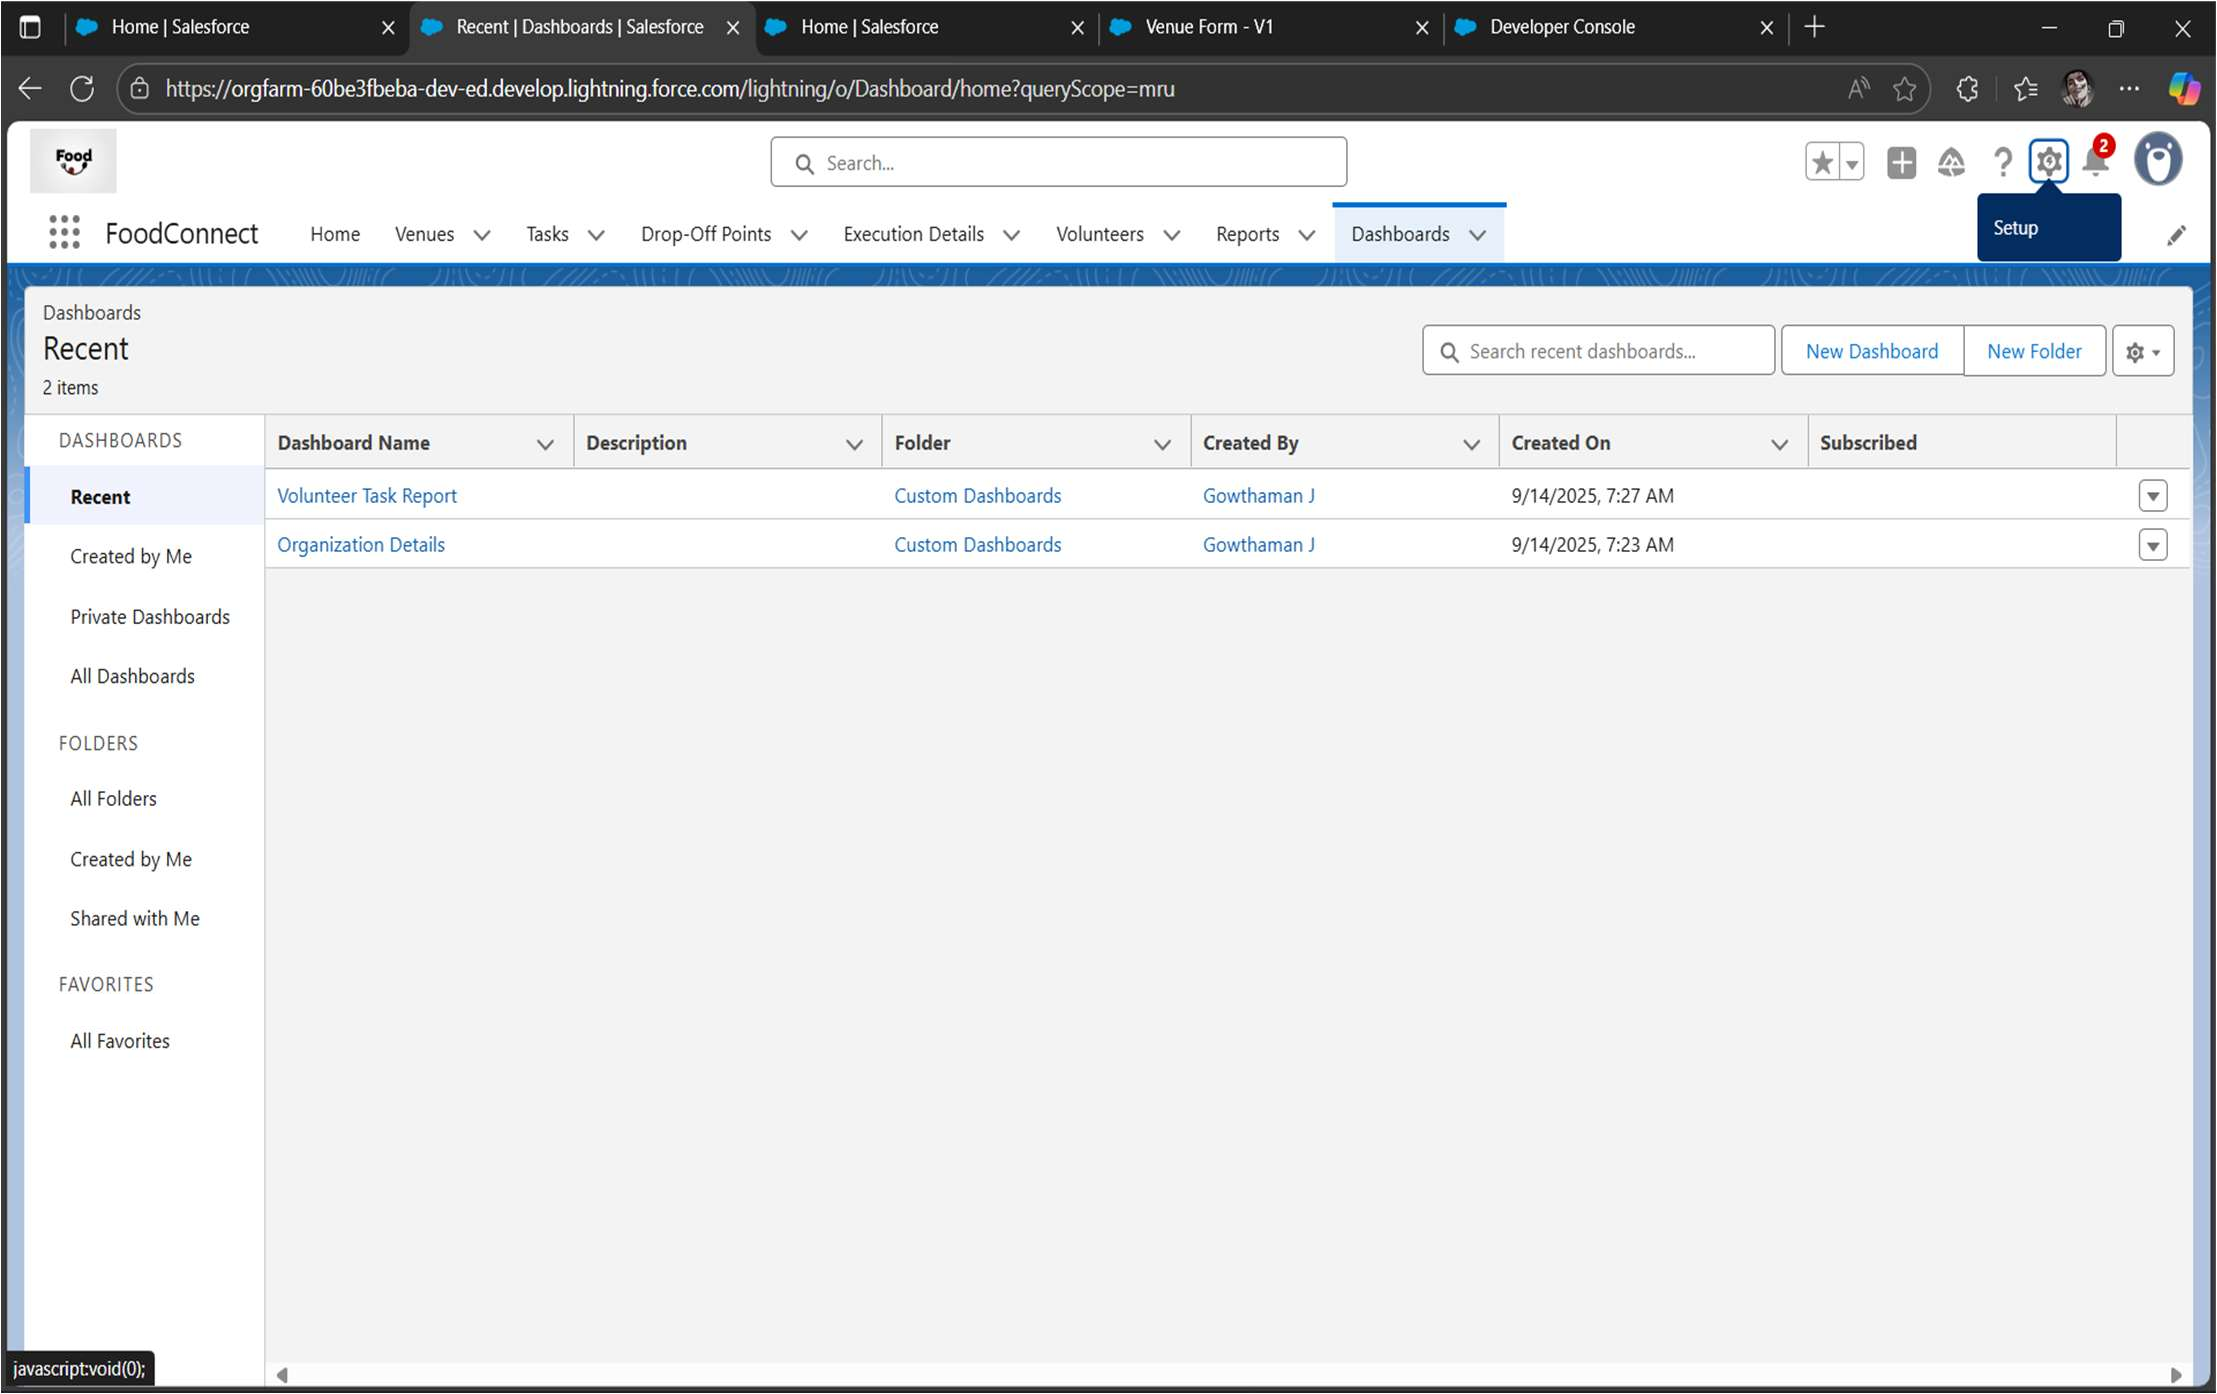 Home | Salesforce
Recent | Dashboards | Salesforce
Home | Salesforce
Venue Form - V1
Developer Console
https://orgfarm-60be3fbeba-dev-ed.develop.lightning.force.com/lightning/o/Dashboard/home?queryScope=mru
Food
Search...
2
FoodConnect
Home
Venues
Tasks
Drop-Off Points
Execution Details
Volunteers
Reports
Dashboards
Setup
Dashboards
Recent
2 items
Search recent dashboards...
New Dashboard
New Folder
DASHBOARDS
Recent
Created by Me
Private Dashboards
All Dashboards
FOLDERS
All Folders
Created by Me
Shared with Me
FAVORITES
All Favorites
Dashboard Name Description Folder Created By Created On Subscribed
Volunteer Task Report Custom Dashboards Gowthaman J 9/14/2025, 7:27 AM
Organization Details Custom Dashboards Gowthaman J 9/14/2025, 7:23 AM
javascript:void(0);